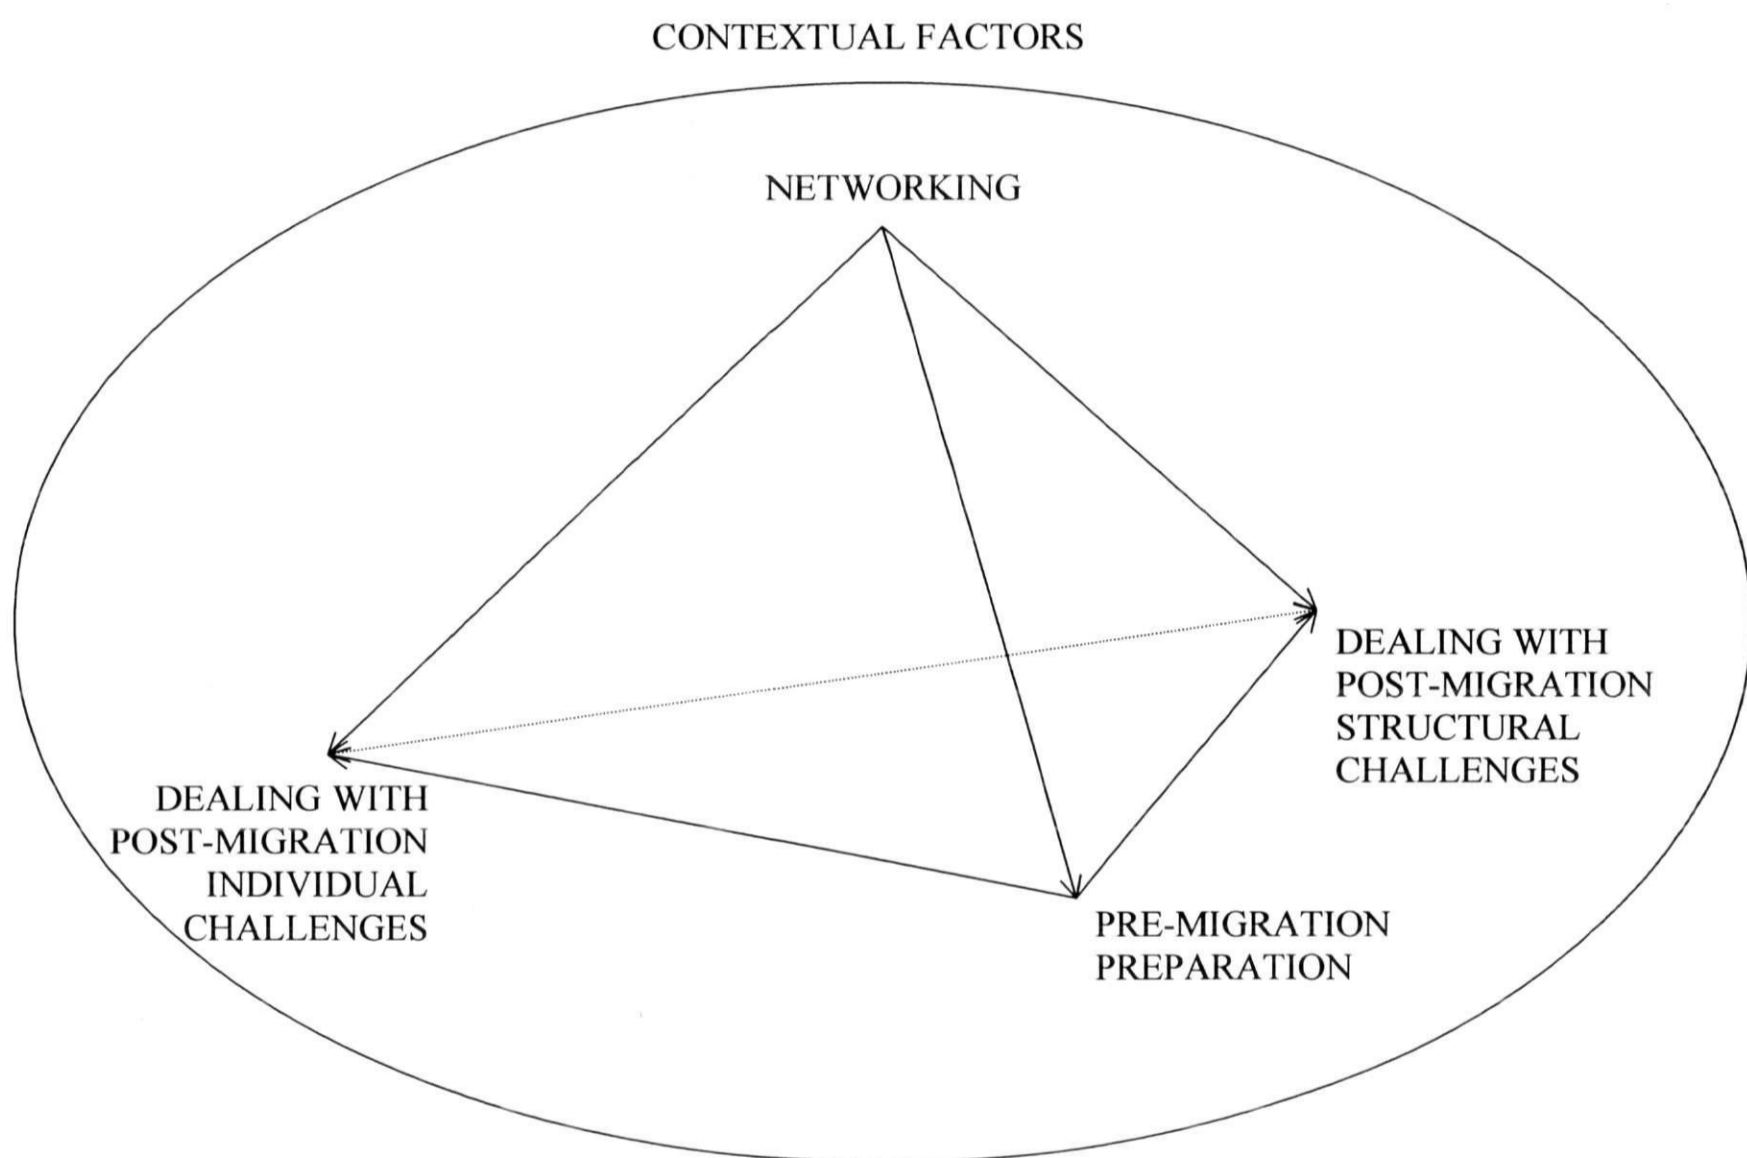 CONTEXTUAL FACTORS
NETWORKING
DEALING WITH
POST-MIGRATION
STRUCTURAL
CHALLENGES
DEALING WITH
POST-MIGRATION
INDIVIDUAL
CHALLENGES
PRE-MIGRATION
PREPARATION